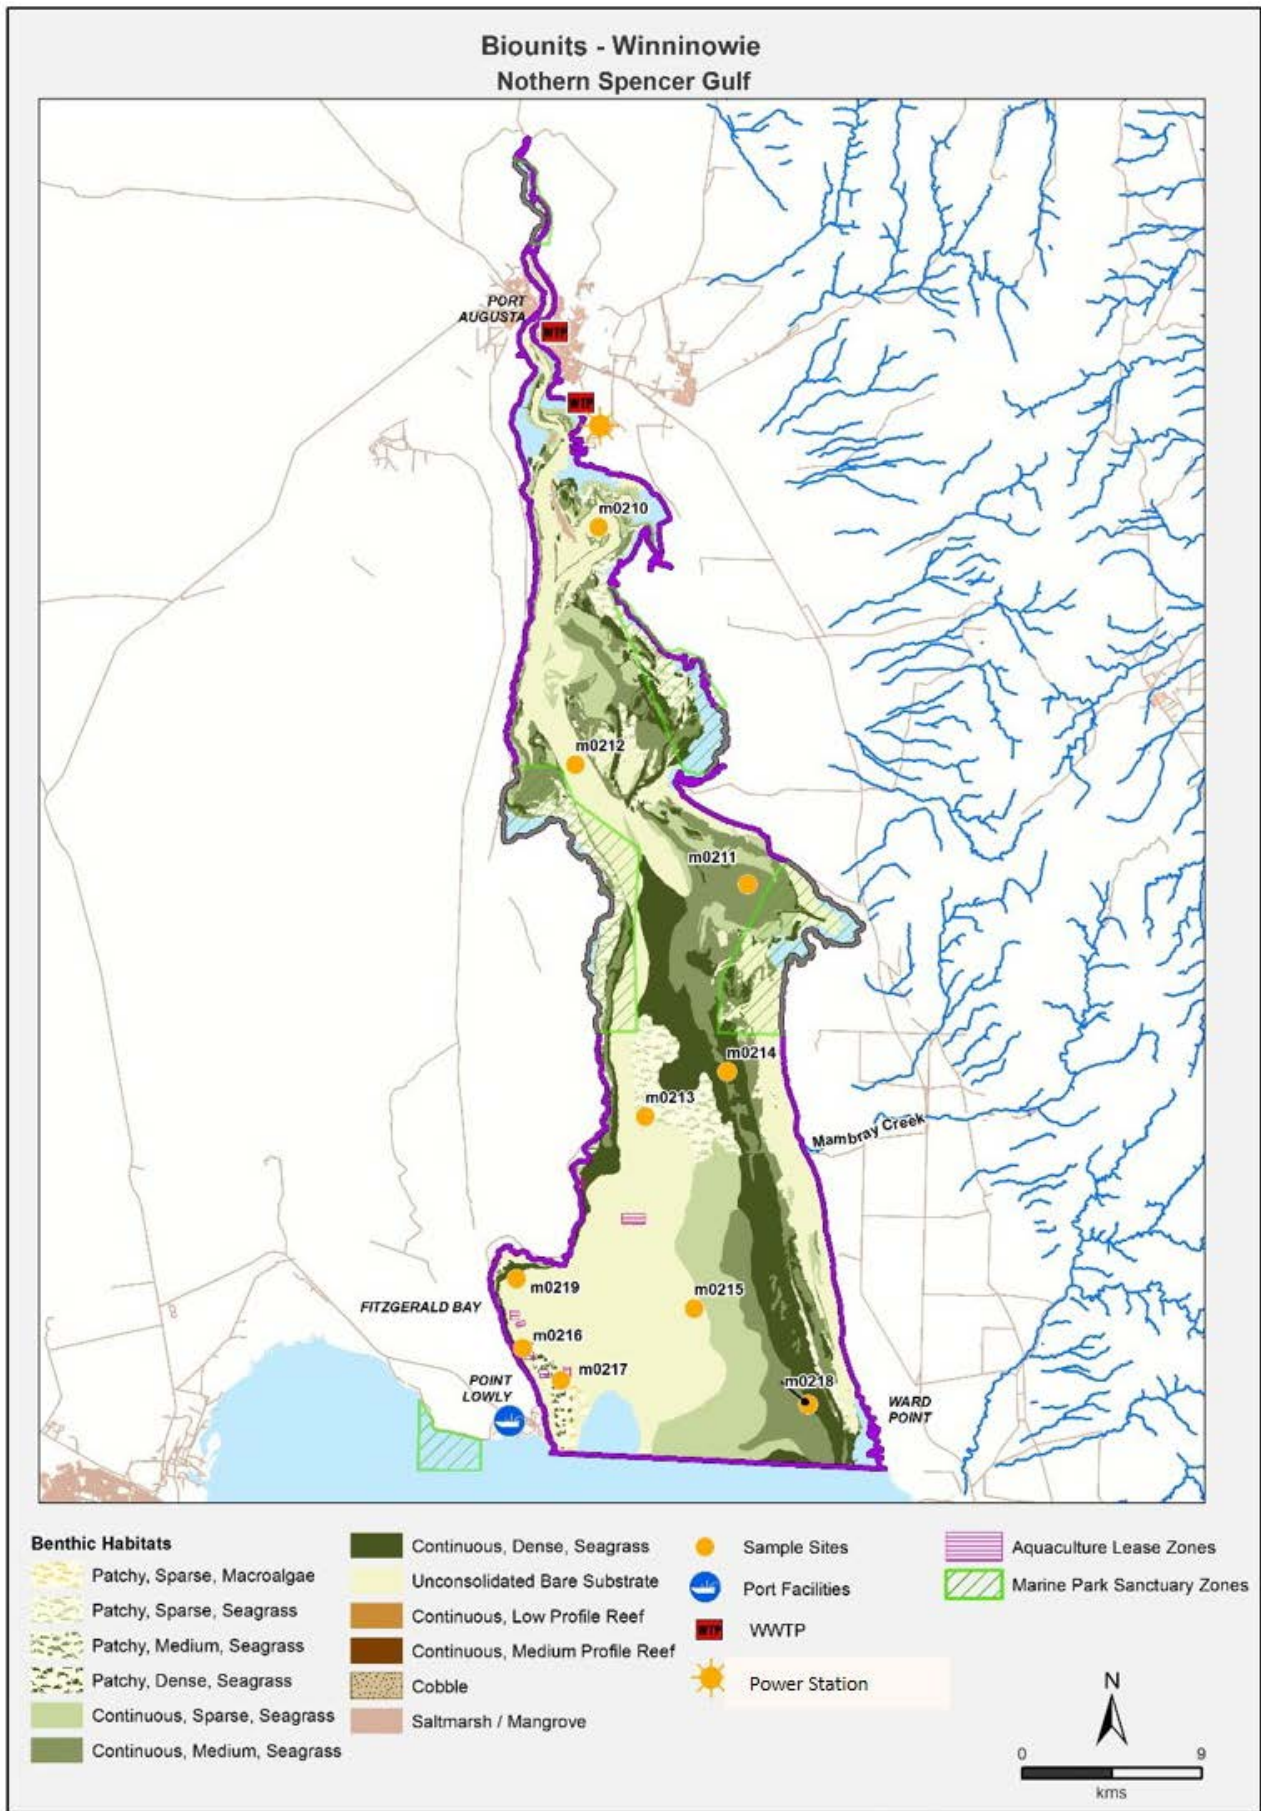 Biounits - Winninowie
Nothern Spencer Gulf
PORT
AUGUSTA
WTP
WTP
m0210
m0212
m0211
m0214
m0213
Mambray Creek
m0219
m0215
FITZGERALD BAY
m0216
m0217
POINT
LOWLY
m0218
WARD
POINT
Benthic Habitats
Patchy, Sparse, Macroalgae
Patchy, Sparse, Seagrass
Patchy, Medium, Seagrass
Patchy, Dense, Seagrass
Continuous, Sparse, Seagrass
Continuous, Medium, Seagrass
Continuous, Dense, Seagrass
Unconsolidated Bare Substrate
Continuous, Low Profile Reef
Continuous, Medium Profile Reef
Cobble
Saltmarsh / Mangrove
Sample Sites
Port Facilities
WTP
WWTP
Power Station
Aquaculture Lease Zones
Marine Park Sanctuary Zones
N
0 9
kms